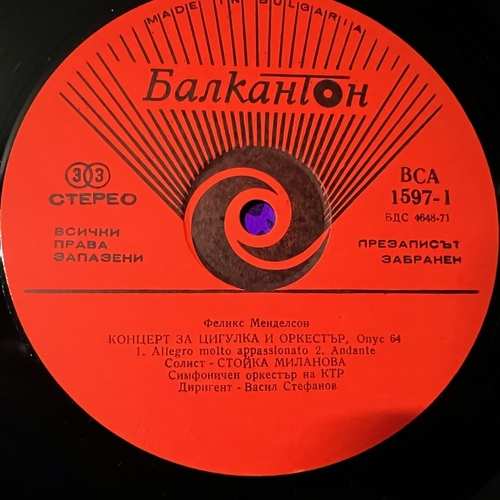 MADE IN BULGARIA
Балкантон
33
СТЕРЕО
ВСА
1597-1
БДС 4648-71
ВСИЧКИ
ПРАВА
ЗАПАЗЕНИ
ПРЕЗАПИСЪТ
ЗАБРАНЕН
Феликс Менделсон
КОНЦЕРТ ЗА ЦИГУЛКА И ОРКЕСТЪР, Опус 64
1. Allegro molto appassionato 2. Andante
Солист - СТОЙКА МИЛАНОВА
Симфоничен оркестър на КТР
Диригент - Васил Стефанов